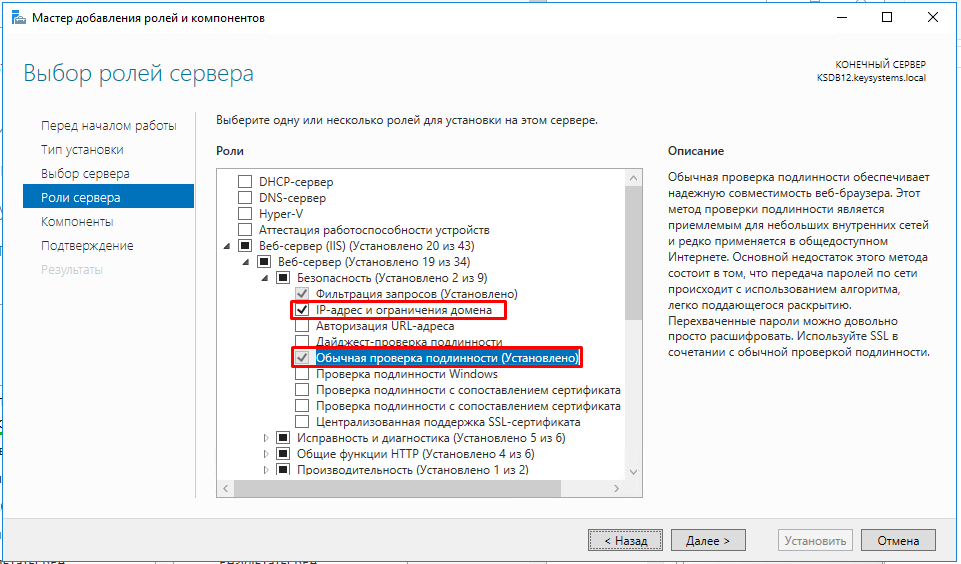 Мастер добавления ролей и компонентов
Выбор ролей сервера
КОНЕЧНЫЙ СЕРВЕР
KSDB12.keysystems.local
Перед началом работы
Тип установки
Выбор сервера
Роли сервера
Компоненты
Подтверждение
Результаты
Выберите одну или несколько ролей для установки на этом сервере.
Роли
DHCP-сервер
DNS-сервер
Hyper-V
Аттестация работоспособности устройств
Веб-сервер (IIS) (Установлено 20 из 43)
Веб-сервер (Установлено 19 из 34)
Безопасность (Установлено 2 из 9)
Фильтрация запросов (Установлено)
IP-адрес и ограничения домена
Авторизация URL-адреса
Дайджест-проверка подлинности
Обычная проверка подлинности (Установлено)
Проверка подлинности Windows
Проверка подлинности с сопоставлением сертификата
Проверка подлинности с сопоставлением сертификата
Централизованная поддержка SSL-сертификата
Исправность и диагностика (Установлено 5 из 6)
Общие функции HTTP (Установлено 4 из 6)
Производительность (Установлено 1 из 2)
Описание
Обычная проверка подлинности обеспечивает
надежную совместимость веб-браузера. Этот
метод проверки подлинности является
приемлемым для небольших внутренних сетей
и редко применяется в общедоступном
Интернете. Основной недостаток этого метода
состоит в том, что передача паролей по сети
происходит с использованием алгоритма,
легко поддающегося раскрытию.
Перехваченные пароли можно довольно
просто расшифровать. Используйте SSL в
сочетании с обычной проверкой подлинности.
< Назад
Далее >
Установить
Отмена